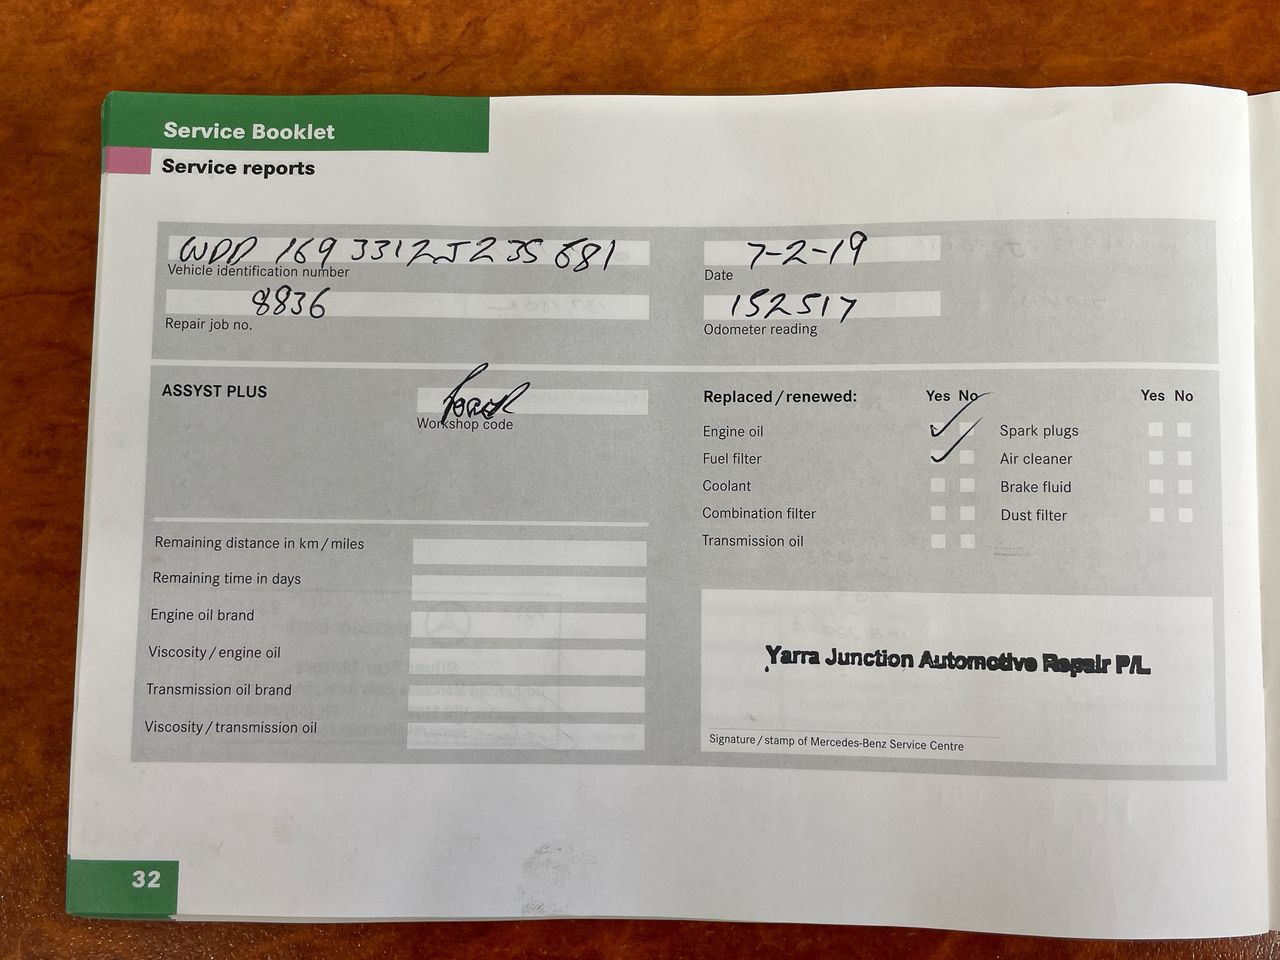 Service Booklet
Service reports
WDD 169 3312J2 35 681
Vehicle identification number
7-2-19
Date
8836
Repair job no.
152517
Odometer reading
ASSYST PLUS
Workshop code
Replaced/renewed:
Yes No
Yes No
Engine oil
Spark plugs
Fuel filter
Air cleaner
Coolant
Brake fluid
Combination filter
Dust filter
Transmission oil
Remaining distance in km/miles
Remaining time in days
Engine oil brand
Viscosity/engine oil
Transmission oil brand
Viscosity/transmission oil
Yarra Junction Automotive Repair P/L
Signature/stamp of Mercedes-Benz Service Centre
32